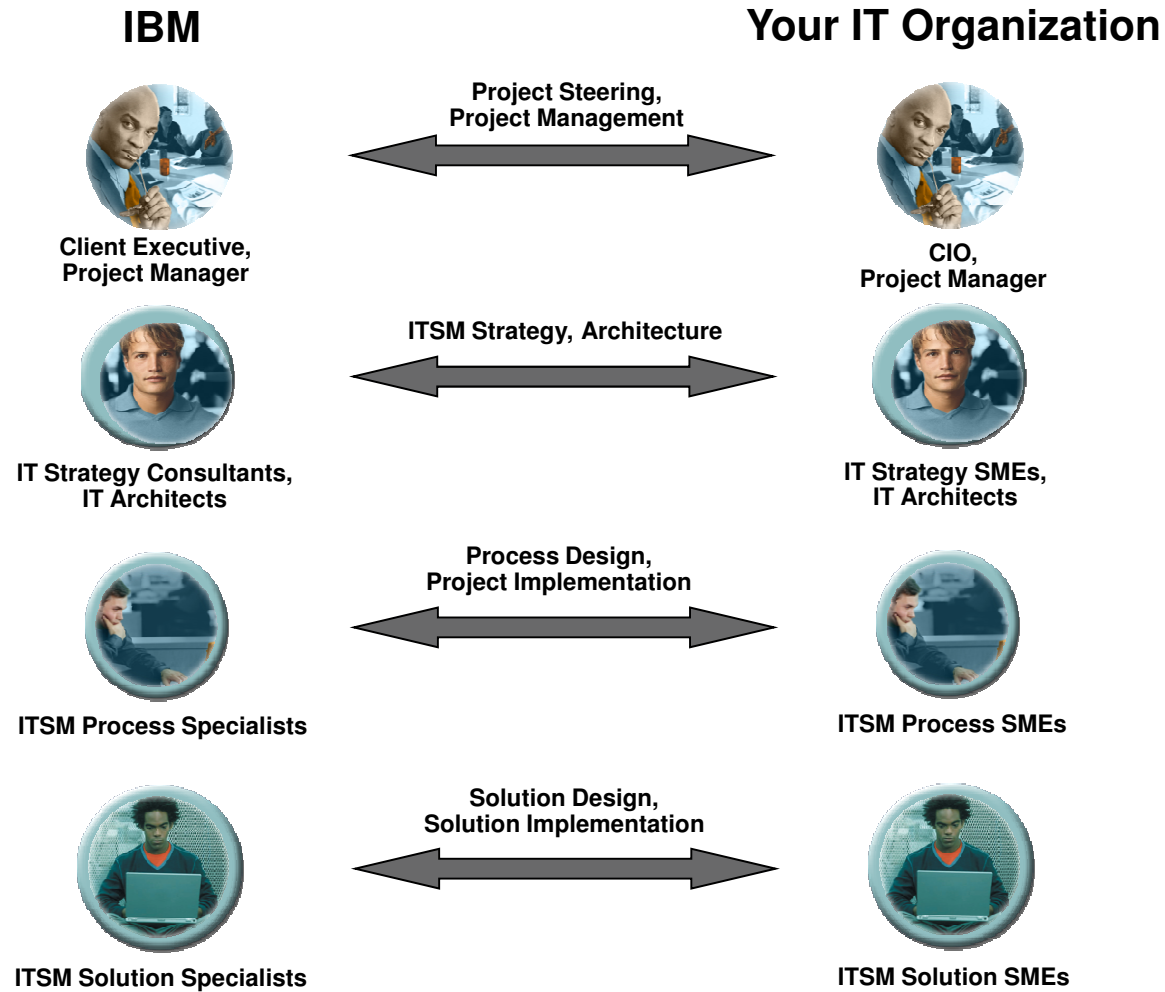 IBM
Your IT Organization
Project Steering,
Project Management
Client Executive,
Project Manager
CIO,
Project Manager
ITSM Strategy, Architecture
IT Strategy Consultants,
IT Architects
IT Strategy SMEs,
IT Architects
Process Design,
Project Implementation
ITSM Process Specialists
ITSM Process SMEs
Solution Design,
Solution Implementation
ITSM Solution Specialists
ITSM Solution SMEs